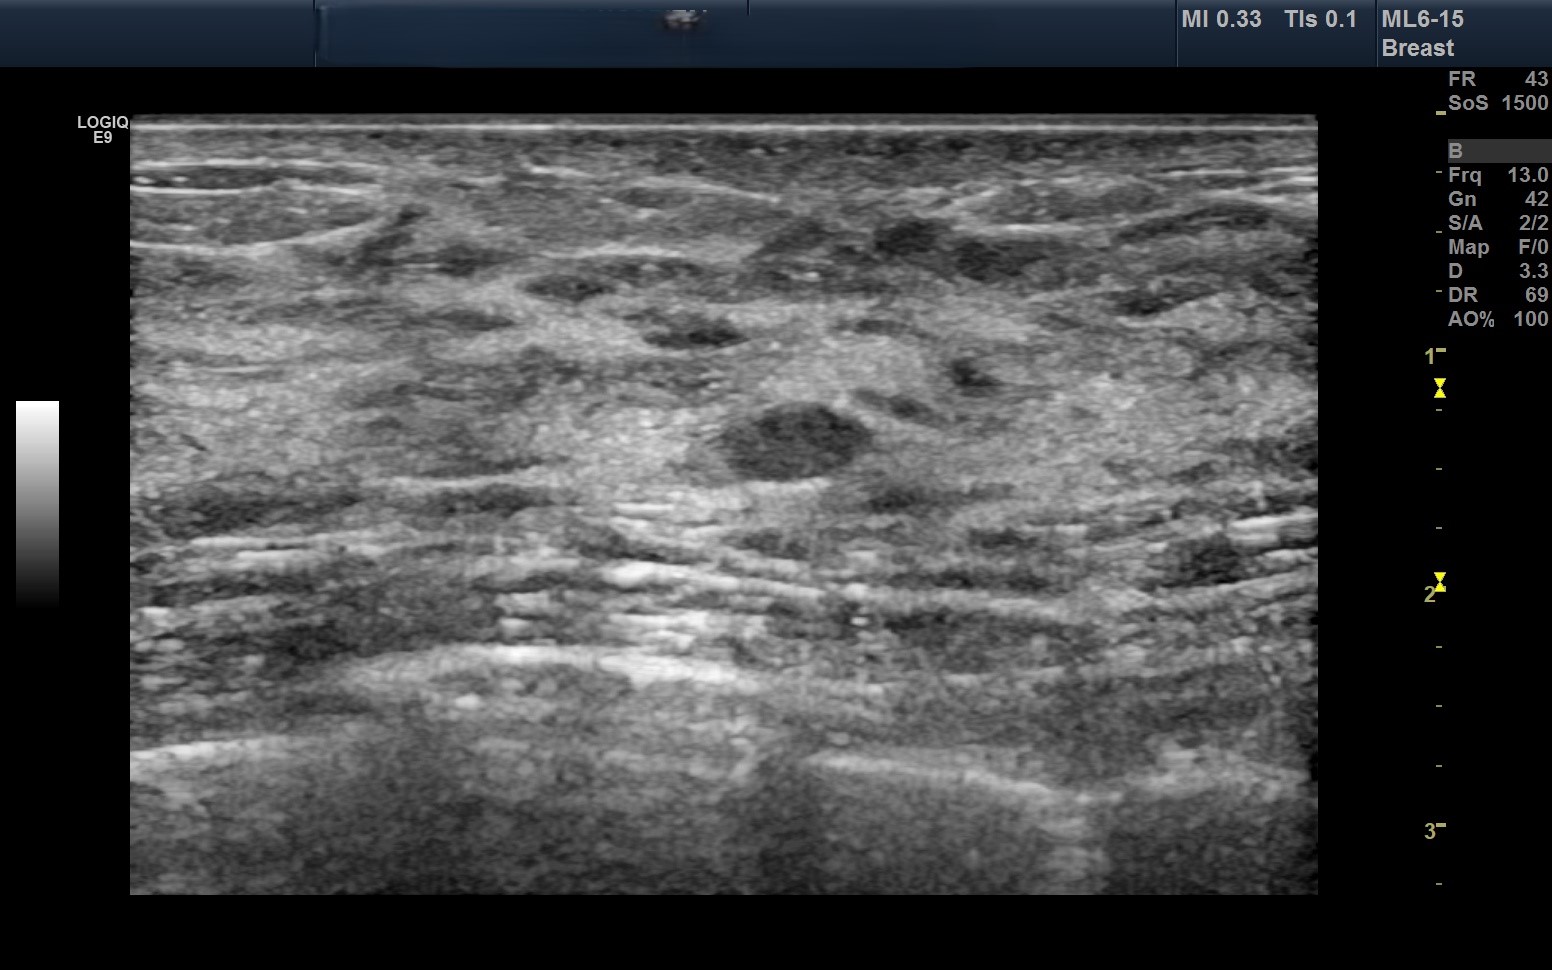 MI 0.33 TIs 0.1 ML6-15
Breast
FR 43
SoS 1500
LOGIQ
E9
B
Frq 13.0
Gn 42
S/A 2/2
Map F/0
D 3.3
DR 69
AO% 100
1
2
3